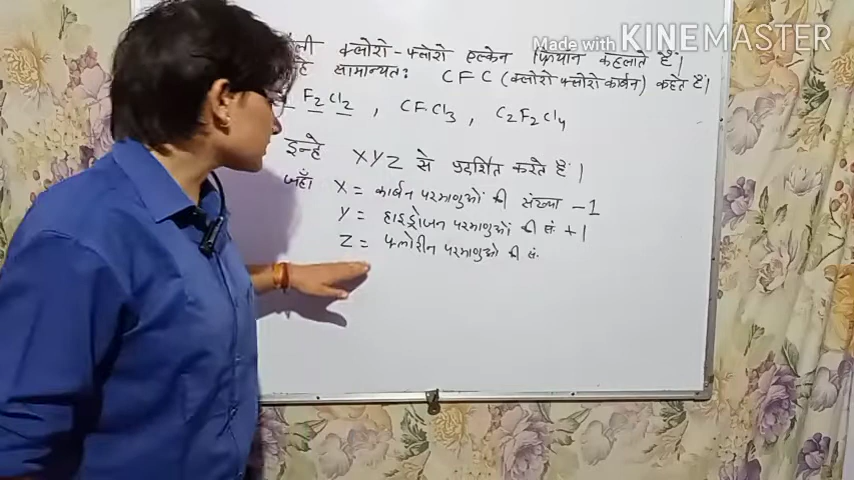 Made with KINEMASTER
क्लोरो - फ्लोरो एल्केन फ्रियॉन कहलाते हैं।
सामान्यतः CFC (क्लोरो फ्लोरो कार्बन) कहते हैं।
F2Cl2, CFCl3, C2F2Cl4
इन्हे XYZ से प्रदर्शित करते हैं।
जहाँ X = कार्बन परमाणुओं की संख्या -1
Y = हाइड्रोजन परमाणुओं की सं +1
Z = फ्लोरीन परमाणुओ की सं.